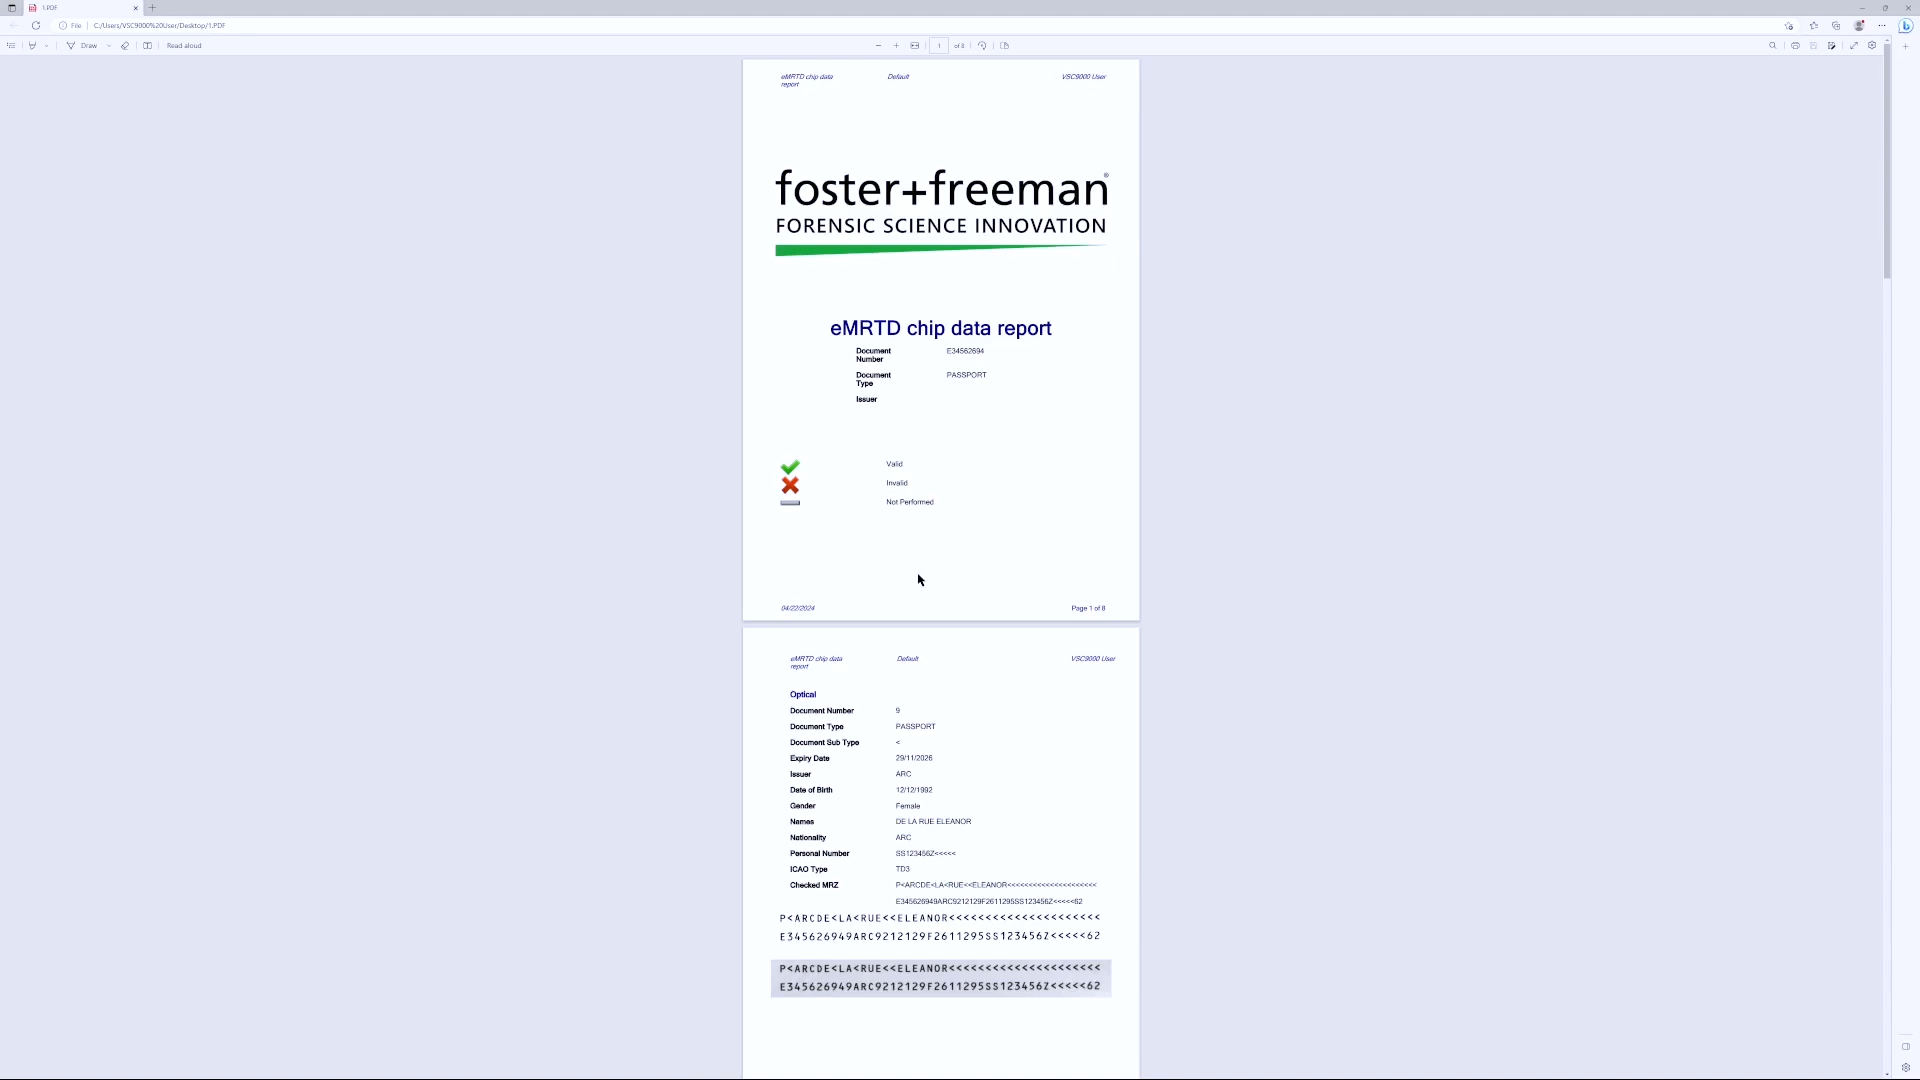 1.PDF
File
C:/Users/VSC9000%20User/Desktop/1.PDF
Draw
Read aloud
1
of 8
eMRTD chip data report
Default
VSC9000 User
foster+freeman®
FORENSIC SCIENCE INNOVATION
eMRTD chip data report
Document Number E34562694
Document Type PASSPORT
Issuer
Valid
Invalid
Not Performed
04/22/2024
Page 1 of 8
eMRTD chip data report
Default
VSC9000 User
Optical
Document Number 9
Document Type PASSPORT
Document Sub Type <
Expiry Date 29/11/2026
Issuer ARC
Date of Birth 12/12/1992
Gender Female
Names DE LA RUE ELEANOR
Nationality ARC
Personal Number SS123456Z<<<<<
ICAO Type TD3
Checked MRZ P<ARCDE<LA<RUE<<ELEANOR<<<<<<<<<<<<<<<<<<<<<
E345626949ARC9212129F2611295SS123456Z<<<<<62
P<ARCDE<LA<RUE<<ELEANOR<<<<<<<<<<<<<<<<<<<<<
E345626949ARC9212129F2611295SS123456Z<<<<<62
P<ARCDE<LA<RUE<<ELEANOR<<<<<<<<<<<<<<<<<<<<<
E345626949ARC9212129F2611295SS123456Z<<<<<62